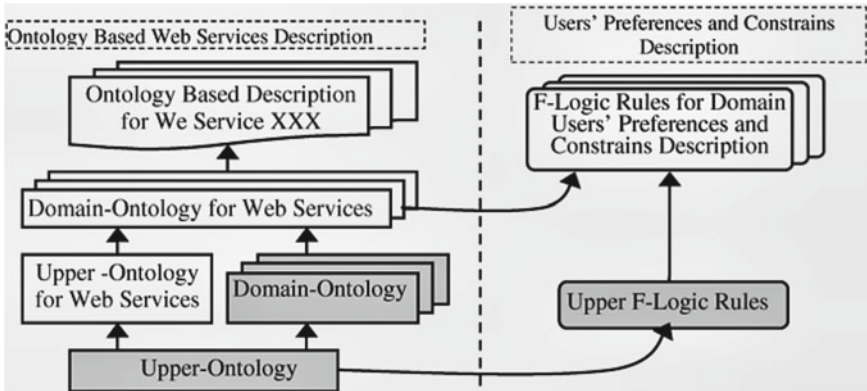 Ontology Based Web Services Description
Users' Preferences and Constrains
Description
Ontology Based Description
for We Service XXX
F-Logic Rules for Domain
Users' Preferences and
Constrains Description
Domain-Ontology for Web Services
Upper -Ontology
for Web Services
Domain-Ontology
Upper F-Logic Rules
Upper-Ontology